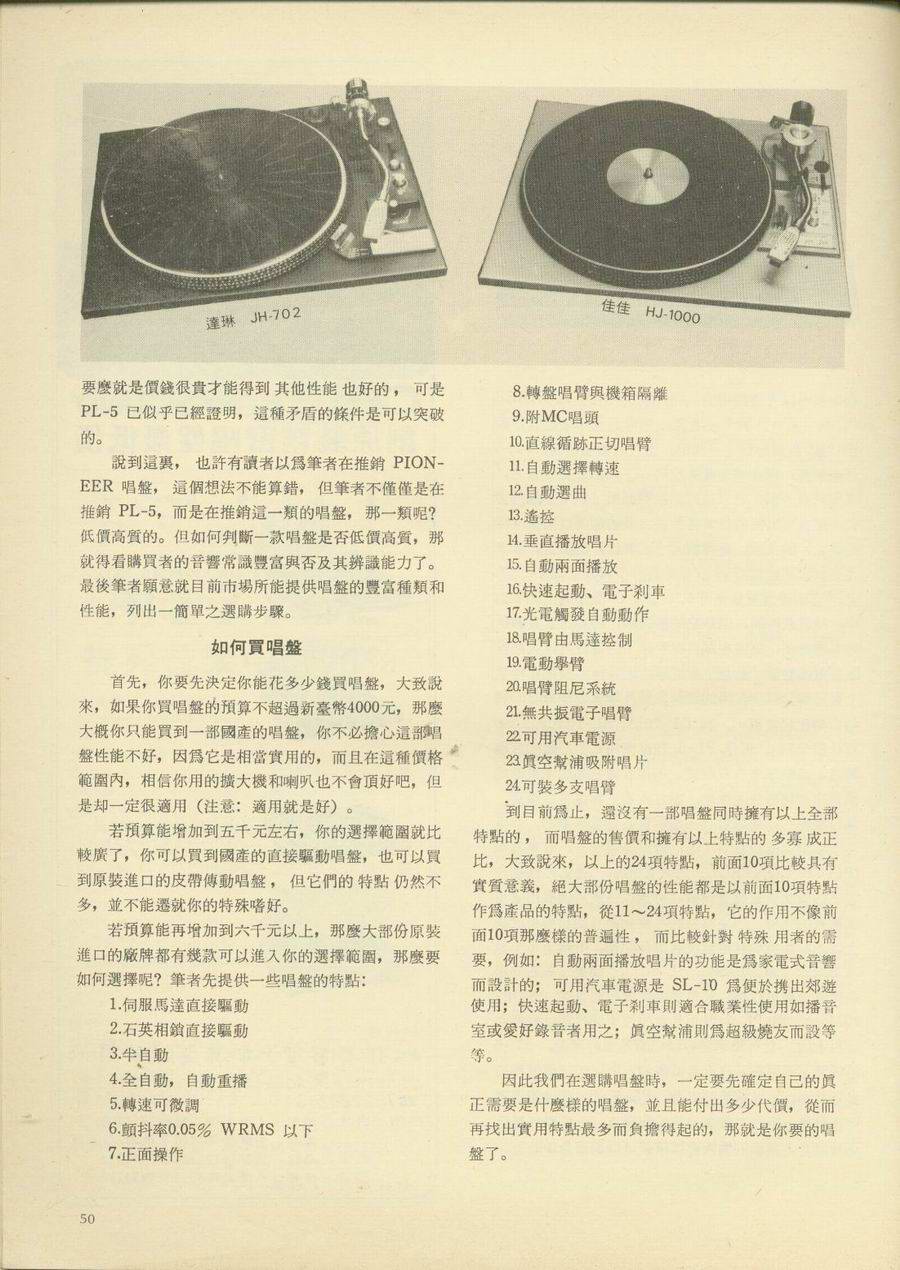 達琳 JH-702
佳佳 HJ-1000
要麼就是價錢很貴才能得到其他性能也好的，可是
PL-5 已似乎已經證明，這種矛盾的條件是可以突破
的。
說到這裏，也許有讀者以爲筆者在推銷 PION-
EER 唱盤，這個想法不能算錯，但筆者不僅僅是在
推銷 PL-5，而是在推銷這一類的唱盤，那一類呢？
低價高質的。但如何判斷一款唱盤是否低價高質，那
就得看購買者的音響常識豐富與否及其辨識能力了。
最後筆者願意就目前市場所能提供唱盤的豐富種類和
性能，列出一簡單之選購步驟。
如何買唱盤
首先，你要先決定你能花多少錢買唱盤，大致說
來，如果你買唱盤的預算不超過新臺幣4000元，那麼
大槪你只能買到一部國產的唱盤，你不必擔心這部唱
盤性能不好，因爲它是相當實用的，而且在這種價格
範圍內，相信你用的擴大機和喇叭也不會頂好吧，但
是却一定很適用（注意：適用就是好）。
若預算能增加到五千元左右，你的選擇範圍就比
較廣了，你可以買到國產的直接驅動唱盤，也可以買
到原裝進口的皮帶傳動唱盤，但它們的特點仍然不
多，並不能遷就你的特殊嗜好。
若預算能再增加到六千元以上，那麼大部份原裝
進口的廠牌都有幾款可以進入你的選擇範圍，那麼要
如何選擇呢？筆者先提供一些唱盤的特點：
1.伺服馬達直接驅動
2.石英相鎖直接驅動
3.半自動
4.全自動，自動重播
5.轉速可微調
6.顫抖率0.05% WRMS 以下
7.正面操作
8.轉盤唱臂與機箱隔離
9.附MC唱頭
10.直線循跡正切唱臂
11.自動選擇轉速
12.自動選曲
13.遙控
14.垂直播放唱片
15.自動兩面播放
16.快速起動、電子刹車
17.光電觸發自動動作
18.唱臂由馬達控制
19.電動擧臂
20.唱臂阻尼系統
21.無共振電子唱臂
22.可用汽車電源
23.眞空幫浦吸附唱片
24.可裝多支唱臂
到目前爲止，還沒有一部唱盤同時擁有以上全部
特點的，而唱盤的售價和擁有以上特點的多寡成正
比，大致說來，以上的24項特點，前面10項比較具有
實質意義，絕大部份唱盤的性能都是以前面10項特點
作爲產品的特點，從11～24項特點，它的作用不像前
面10項那麼樣的普遍性，而比較針對特殊用者的需
要，例如：自動兩面播放唱片的功能是爲家電式音響
而設計的；可用汽車電源是 SL-10 爲便於携出郊遊
使用；快速起動、電子刹車則適合職業性使用如播音
室或愛好錄音者用之；眞空幫浦則爲超級燒友而設等
等。
因此我們在選購唱盤時，一定要先確定自己的眞
正需要是什麼樣的唱盤，並且能付出多少代價，從而
再找出實用特點最多而負擔得起的，那就是你要的唱
盤了。
50